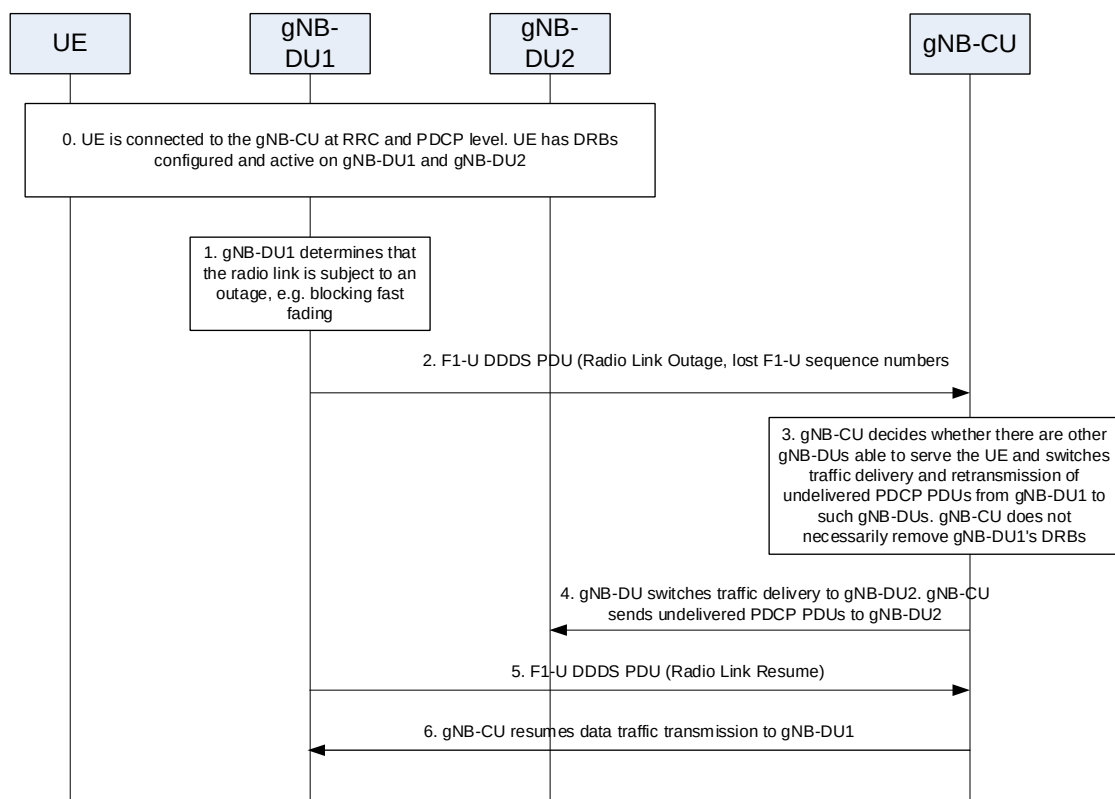 UE
gNB-
DU1
gNB-
DU2
gNB-CU
0. UE is connected to the gNB-CU at RRC and PDCP level. UE has DRBs
configured and active on gNB-DU1 and gNB-DU2
1. gNB-DU1 determines that
the radio link is subject to an
outage, e.g. blocking fast
fading
2. F1-U DDDS PDU (Radio Link Outage, lost F1-U sequence numbers
3. gNB-CU decides whether there are other
gNB-DUs able to serve the UE and switches
traffic delivery and retransmission of
undelivered PDCP PDUs from gNB-DU1 to
such gNB-DUs. gNB-CU does not
necessarily remove gNB-DU1's DRBs
4. gNB-DU switches traffic delivery to gNB-DU2. gNB-CU
sends undelivered PDCP PDUs to gNB-DU2
5. F1-U DDDS PDU (Radio Link Resume)
6. gNB-CU resumes data traffic transmission to gNB-DU1